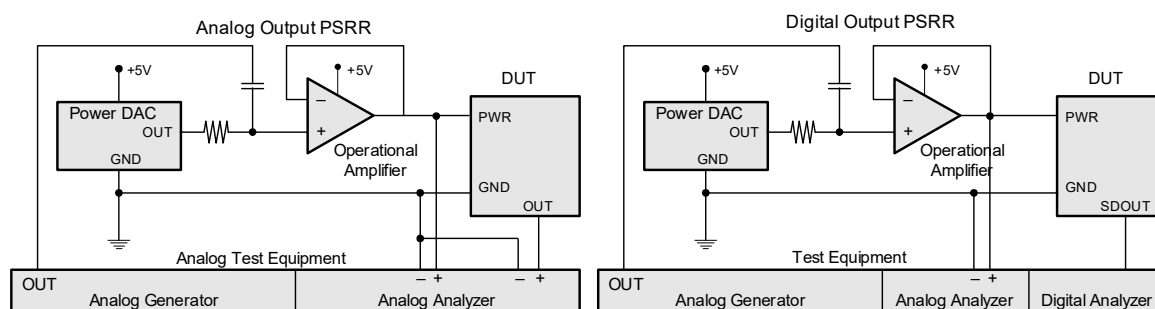 Analog Output PSRR
+5V
+5V
DUT
Power DAC
OUT
GND
−
+
Operational
Amplifier
PWR
GND
OUT
Analog Test Equipment
− +
− +
OUT
Analog Generator
Analog Analyzer
Digital Output PSRR
+5V
+5V
DUT
Power DAC
OUT
GND
−
+
Operational
Amplifier
PWR
GND
SDOUT
Test Equipment
− +
OUT
Analog Generator
Analog Analyzer
Digital Analyzer